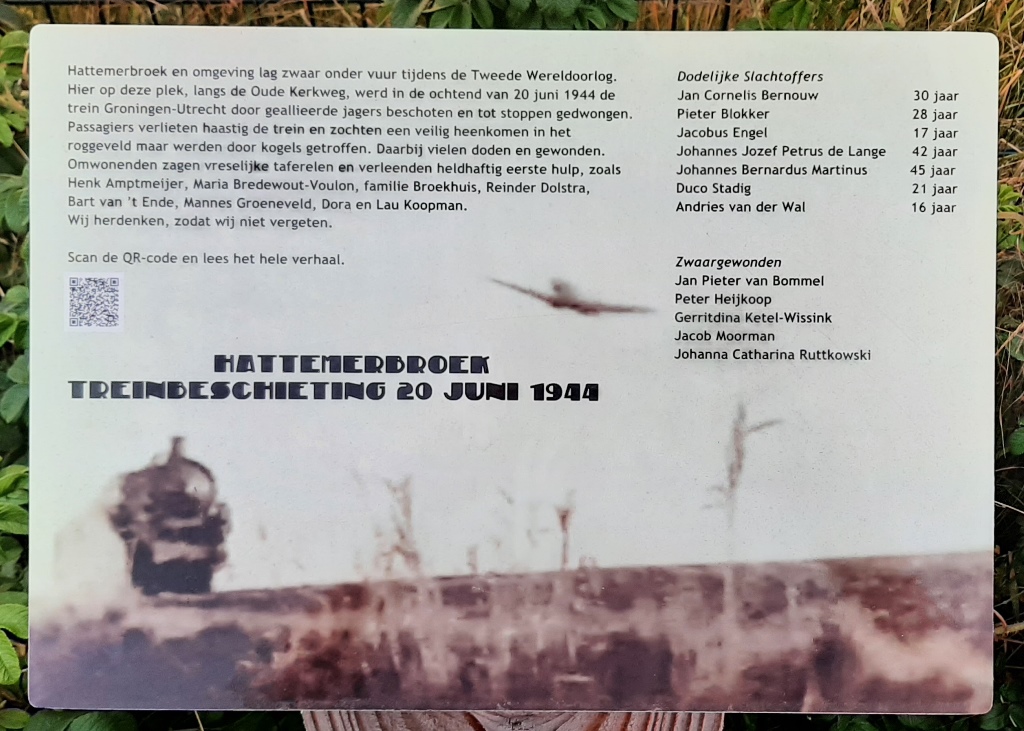 Hattemerbroek en omgeving lag zwaar onder vuur tijdens de Tweede Wereldoorlog.
Hier op deze plek, langs de Oude Kerkweg, werd in de ochtend van 20 juni 1944 de
trein Groningen-Utrecht door geallieerde jagers beschoten en tot stoppen gedwongen.
Passagiers verlieten haastig de trein en zochten een veilig heenkomen in het
roggeveld maar werden door kogels getroffen. Daarbij vielen doden en gewonden.
Omwonenden zagen vreselijke taferelen en verleenden heldhaftig eerste hulp, zoals
Henk Amptmeijer, Maria Bredewout-Voulon, familie Broekhuis, Reinder Dolstra,
Bart van 't Ende, Mannes Groeneveld, Dora en Lau Koopman.
Wij herdenken, zodat wij niet vergeten.
Scan de QR-code en lees het hele verhaal.
HATTEMERBROEK
TREINBESCHIETING 20 JUNI 1944
Dodelijke Slachtoffers
Jan Cornelis Bernouw 30 jaar
Pieter Blokker 28 jaar
Jacobus Engel 17 jaar
Johannes Jozef Petrus de Lange 42 jaar
Johannes Bernardus Martinus 45 jaar
Duco Stadig 21 jaar
Andries van der Wal 16 jaar
Zwaargewonden
Jan Pieter van Bommel
Peter Heijkoop
Gerritdina Ketel-Wissink
Jacob Moorman
Johanna Catharina Ruttkowski